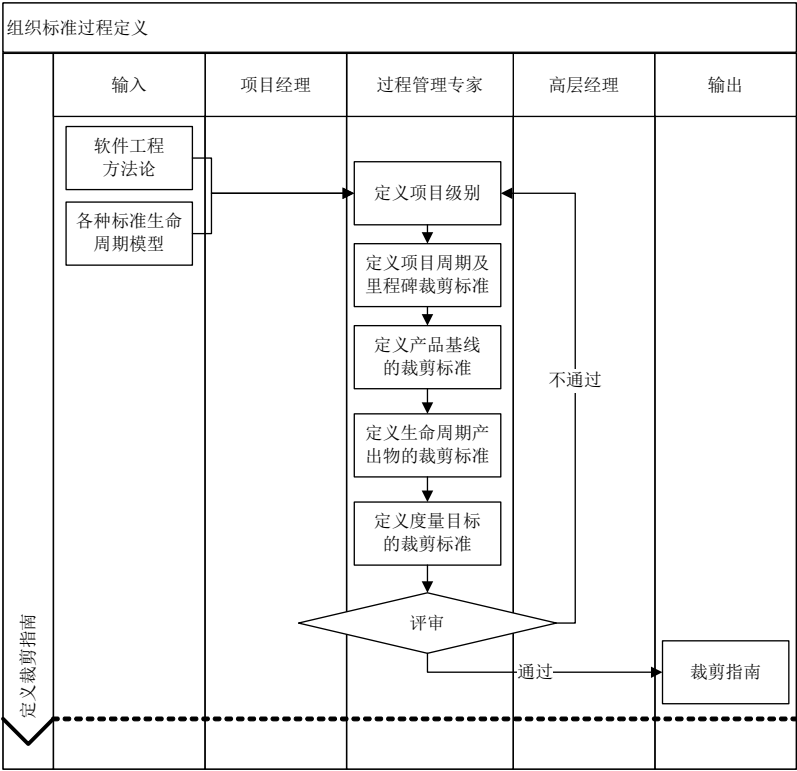 组织标准过程定义
输入
项目经理
过程管理专家
高层经理
输出
软件工程
方法论
各种标准生命
周期模型
定义项目级别
定义项目周期及
里程碑裁剪标准
定义产品基线
的裁剪标准
不通过
定义生命周期产
出物的裁剪标准
定义度量目标
的裁剪标准
评审
通过
裁剪指南
定义裁剪指南